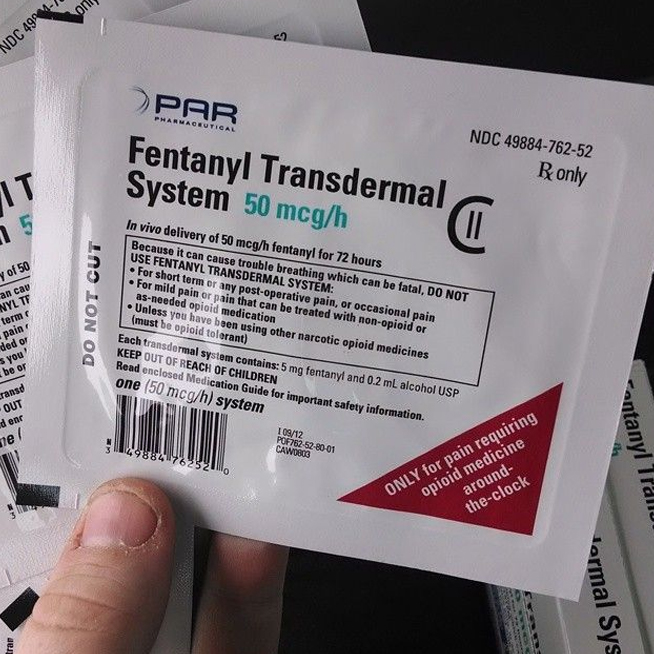 PAR
PHARMACEUTICAL
NDC 49884-762-52
Rx only
Fentanyl Transdermal
System 50 mcg/h
CII
In vivo delivery of 50 mcg/h fentanyl for 72 hours
Because it can cause trouble breathing which can be fatal, DO NOT
USE FENTANYL TRANSDERMAL SYSTEM:
• For short term or any post-operative pain, or occasional pain
• For mild pain or pain that can be treated with non-opioid or
as-needed opioid medication
• Unless you have been using other narcotic opioid medicines
(must be opioid tolerant)
Each transdermal system contains: 5 mg fentanyl and 0.2 mL alcohol USP
KEEP OUT OF REACH OF CHILDREN
Read enclosed Medication Guide for important safety information.
one (50 mcg/h) system
DO NOT CUT
N
3 49884 76252 0
I 09/12
POF762-52-80-01
CAW0803
ONLY for pain requiring
opioid medicine
around-
the-clock